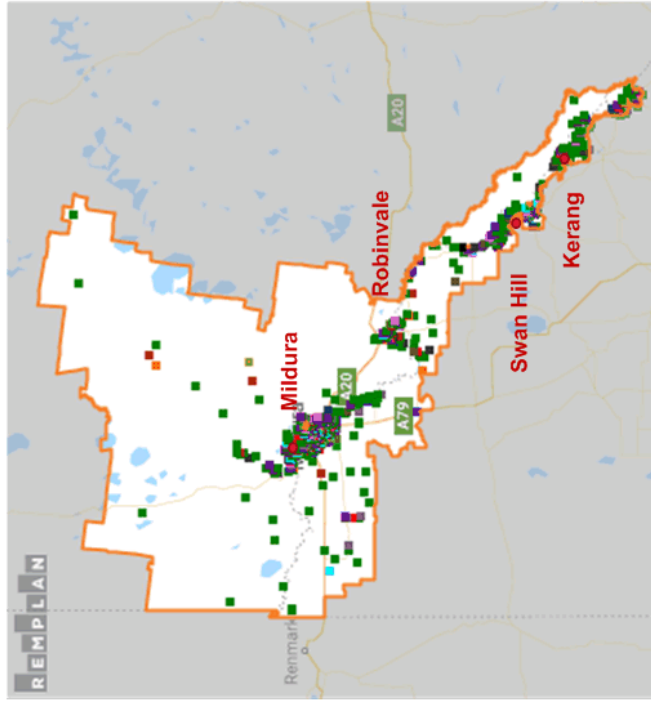 REMPLAN
A20
Robinvale
Mildura
A20
A79
Swan Hill
Kerang
Renmark